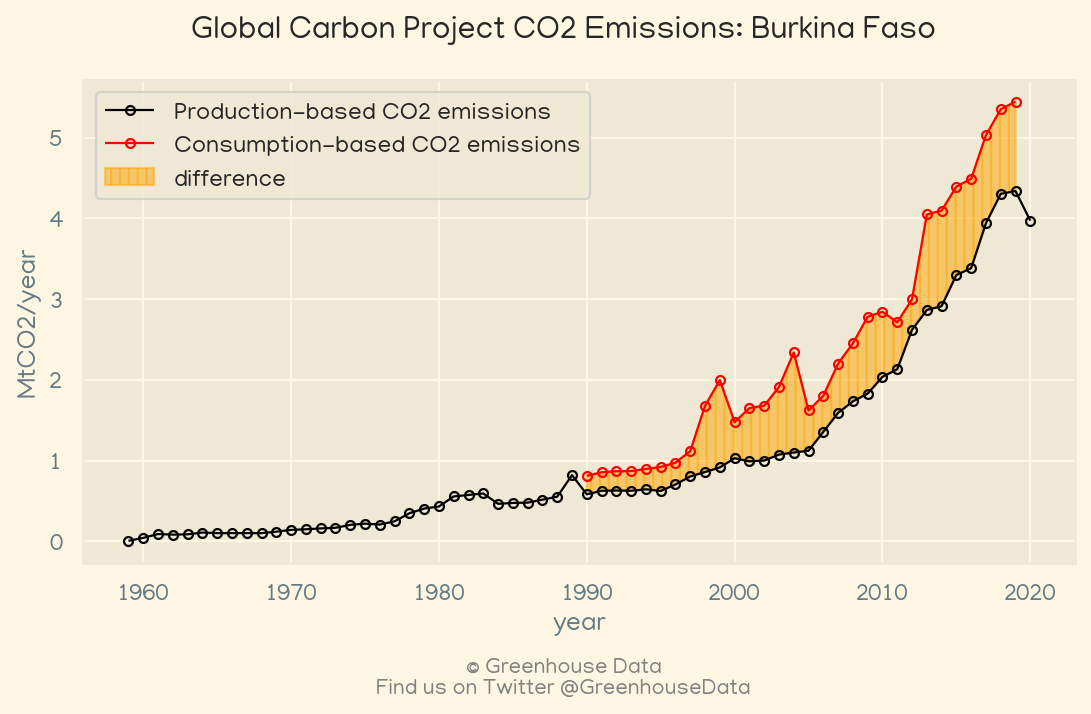 Global Carbon Project CO2 Emissions: Burkina Faso
Production-based CO2 emissions
Consumption-based CO2 emissions
difference
MtCO2/year
5
4
3
2
1
0
1960 1970 1980 1990 2000 2010 2020
year
© Greenhouse Data
Find us on Twitter @GreenhouseData